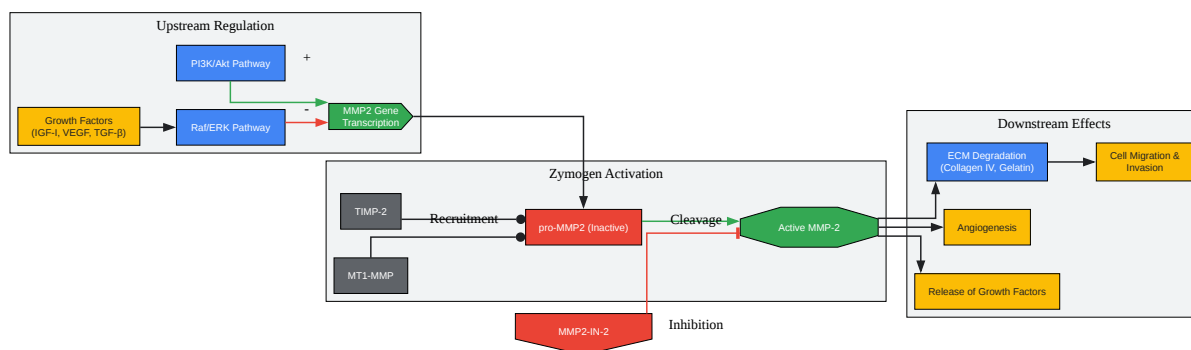 Upstream Regulation
PI3K/Akt Pathway
+
-
MMP2 Gene
Transcription
Growth Factors
(IGF-I, VEGF, TGF-β)
Raf/ERK Pathway
Zymogen Activation
TIMP-2
Recruitment
pro-MMP2 (Inactive)
Cleavage
Active MMP-2
MT1-MMP
MMP2-IN-2
Inhibition
Downstream Effects
ECM Degradation
(Collagen IV, Gelatin)
Cell Migration &
Invasion
Angiogenesis
Release of Growth Factors